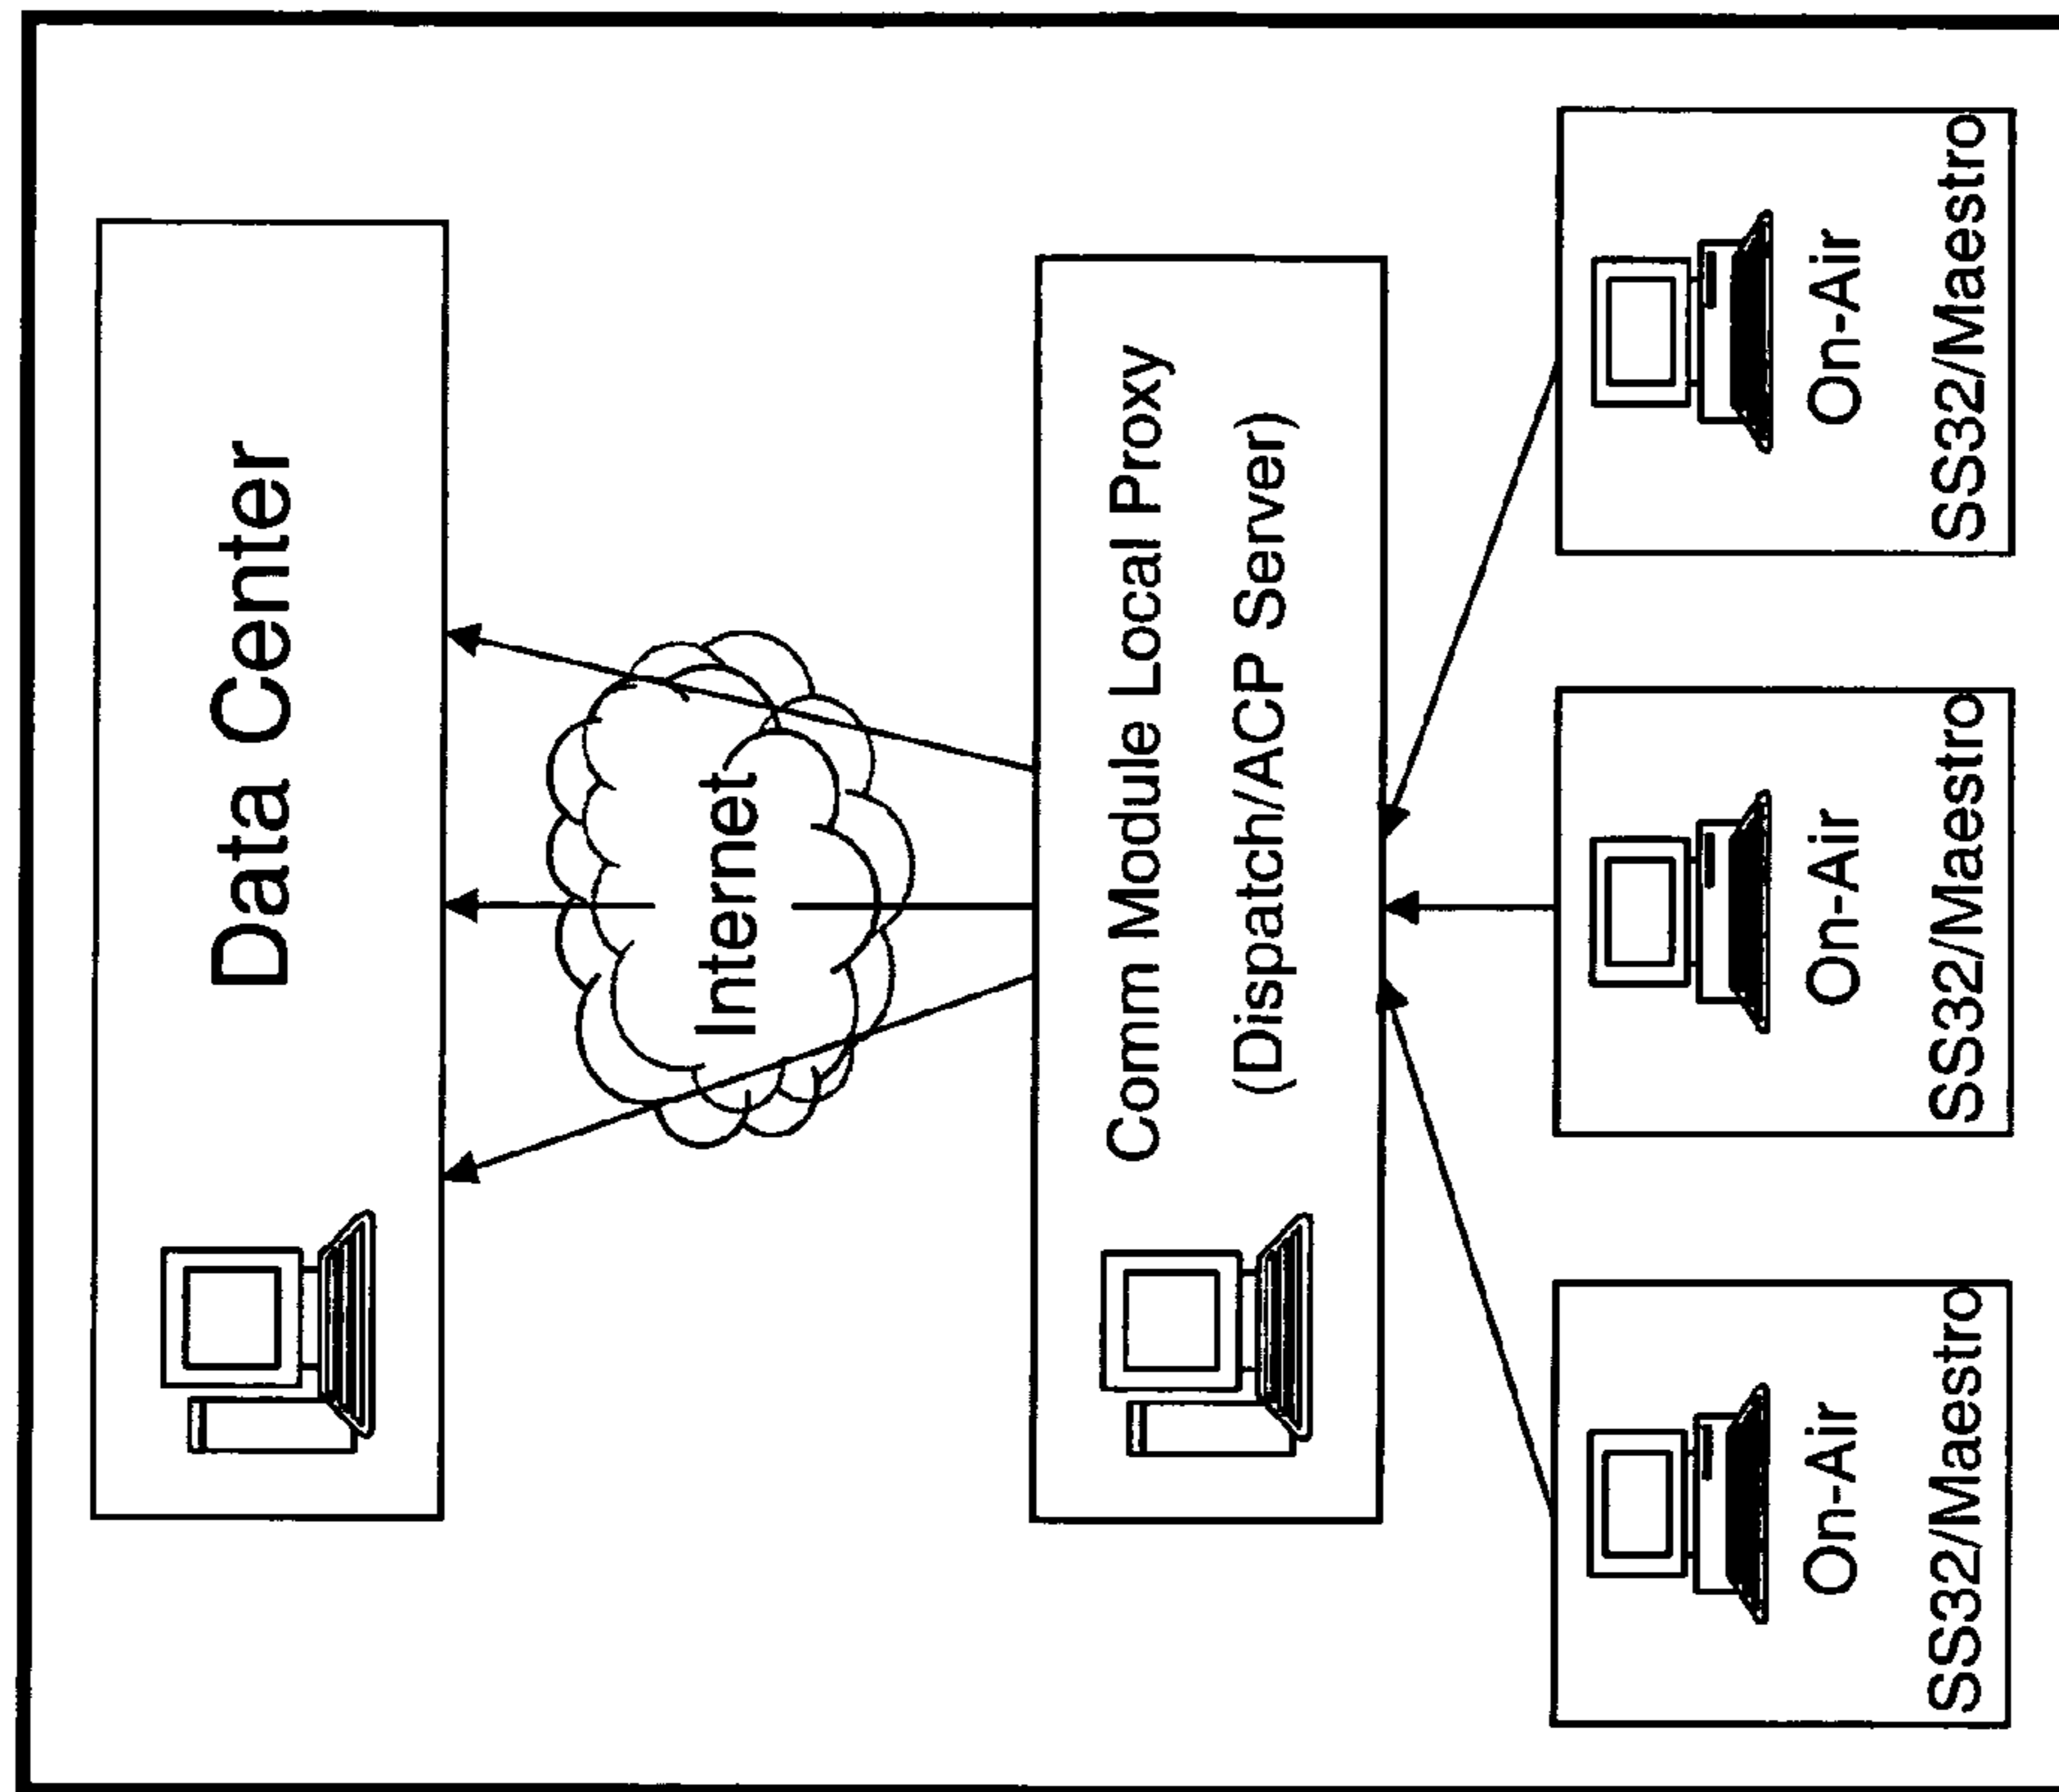 Data Center
Internet
Comm Module Local Proxy
(Dispatch/ACP Server)
On-Air
SS32/Maestro
On-Air
SS32/Maestro
On-Air
SS32/Maestro